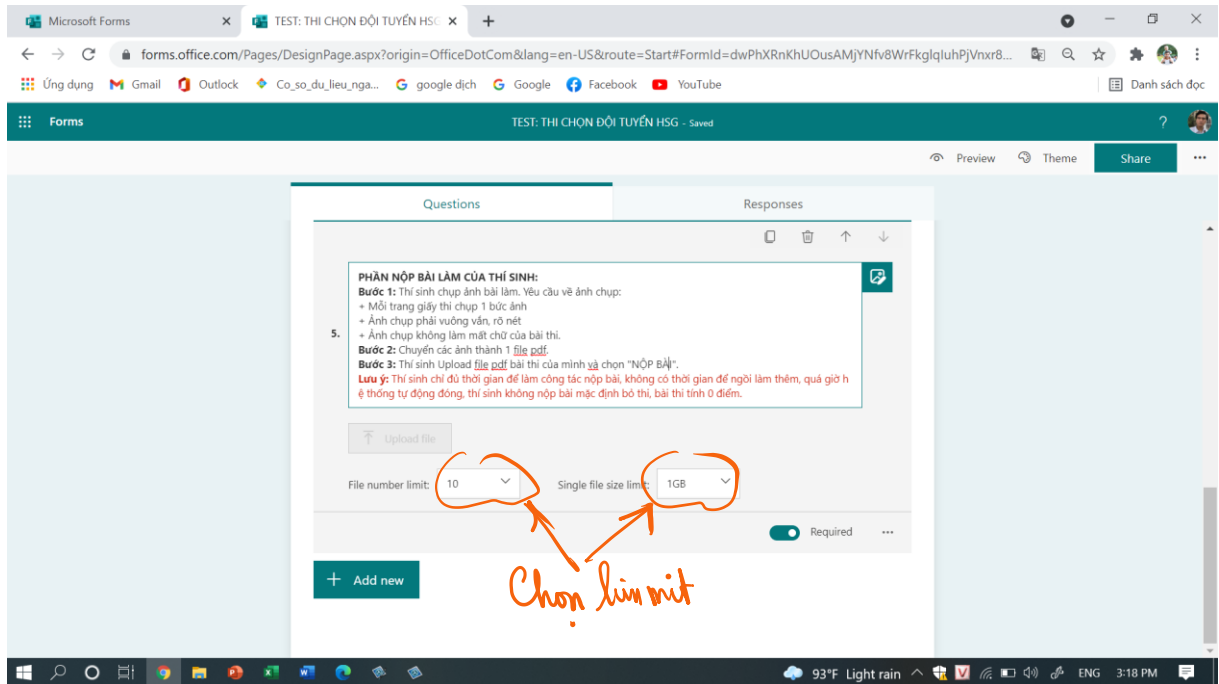 Microsoft Forms
TEST: THI CHỌN ĐỘI TUYỂN HSG
forms.office.com/Pages/DesignPage.aspx?origin=OfficeDotCom&lang=en-US&route=Start#FormId=dwPhXRnKhUOusAMjYNfv8WrFkglqIuhPjVnxr8...
Ứng dụng Gmail Outlook Co_so_du_lieu_nga... google dịch Google Facebook YouTube Danh sách đọc
Forms TEST: THI CHỌN ĐỘI TUYỂN HSG - Saved ?
Preview Theme Share
Questions Responses
PHẦN NỘP BÀI LÀM CỦA THÍ SINH:
Bước 1: Thí sinh chụp ảnh bài làm. Yêu cầu về ảnh chụp:
+ Mỗi trang giấy thi chụp 1 bức ảnh
+ Ảnh chụp phải vuông vắn, rõ nét
5. + Ảnh chụp không làm mất chữ của bài thi.
Bước 2: Chuyển các ảnh thành 1 file pdf.
Bước 3: Thí sinh Upload file pdf bài thi của mình và chọn "NỘP BÀI".
Lưu ý: Thí sinh chỉ đủ thời gian để làm công tác nộp bài, không có thời gian để ngồi làm thêm, quá giờ h
ệ thống tự động đóng, thí sinh không nộp bài mặc định bỏ thi, bài thi tính 0 điểm.
Upload file
File number limit: 10 Single file size limit: 1GB
Required
Add new
Chọn limmit
93°F Light rain ENG 3:18 PM